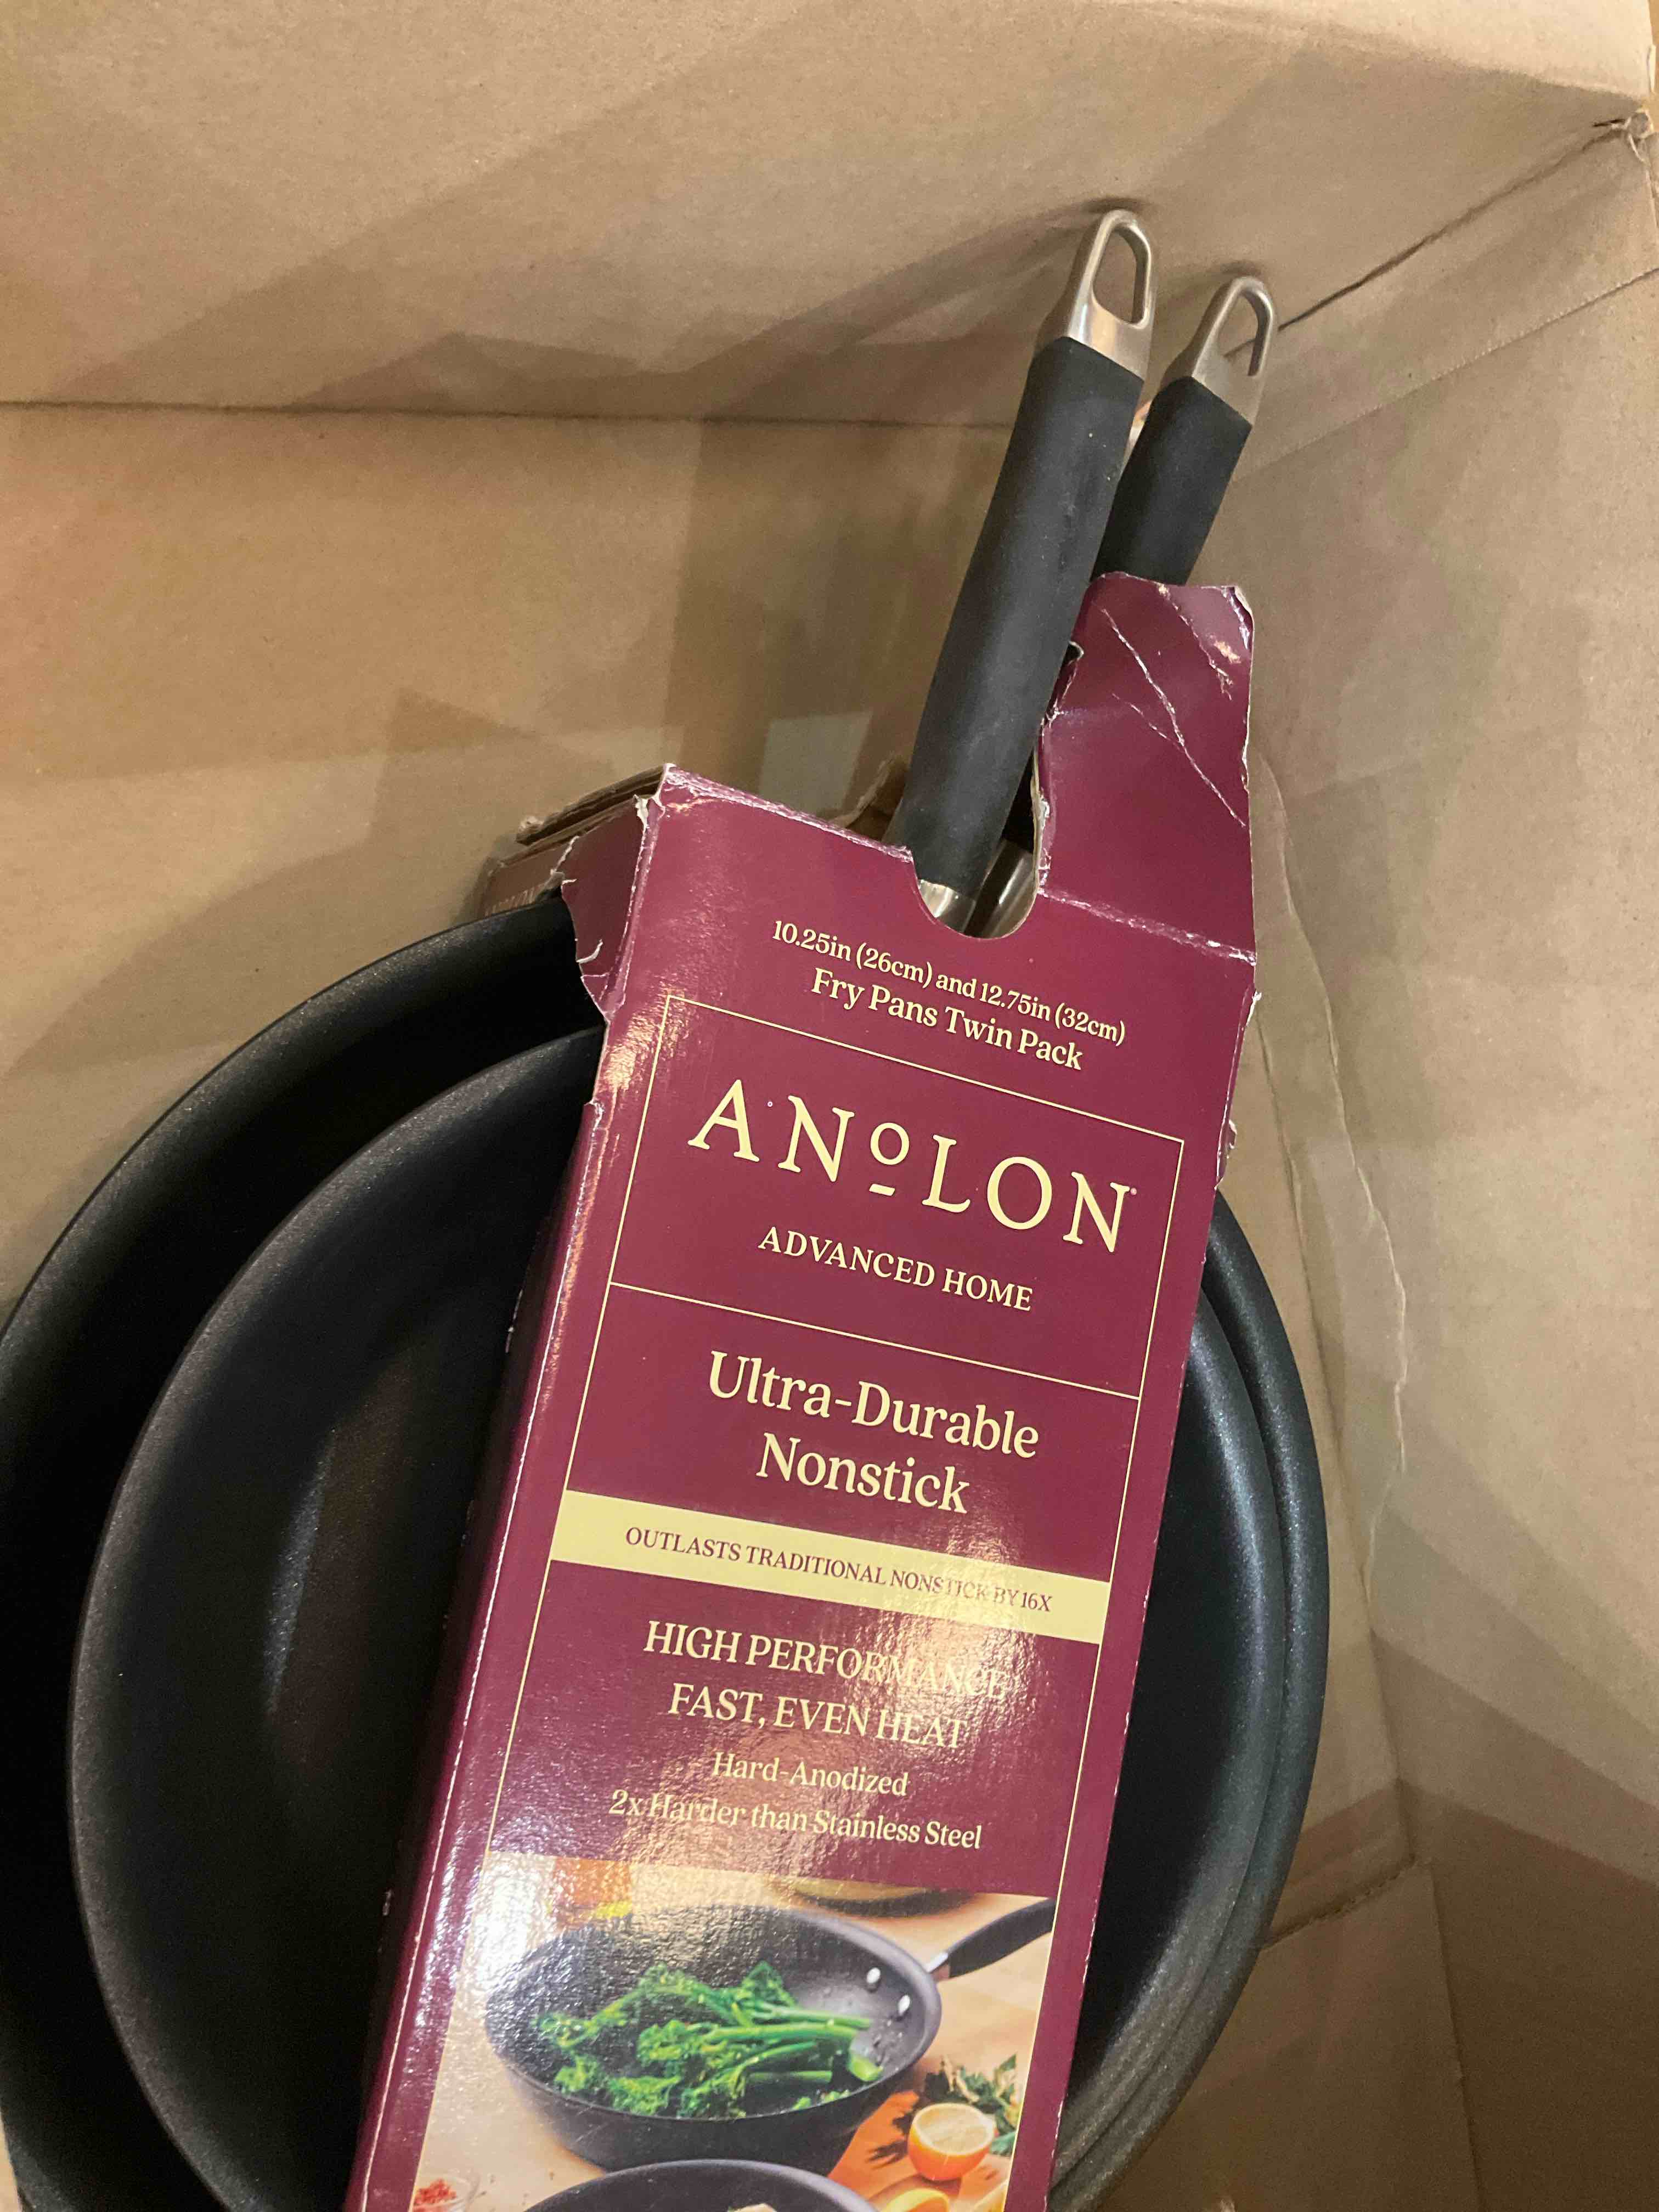 10.25in (26cm) and 12.75in (32cm)
Fry Pans Twin Pack
ANoLON®
ADVANCED HOME
Ultra-Durable
Nonstick
OUTLASTS TRADITIONAL NONSTICK BY 16X
HIGH PERFORMANCE
FAST, EVEN HEAT
Hard-Anodized
2x Harder than Stainless Steel